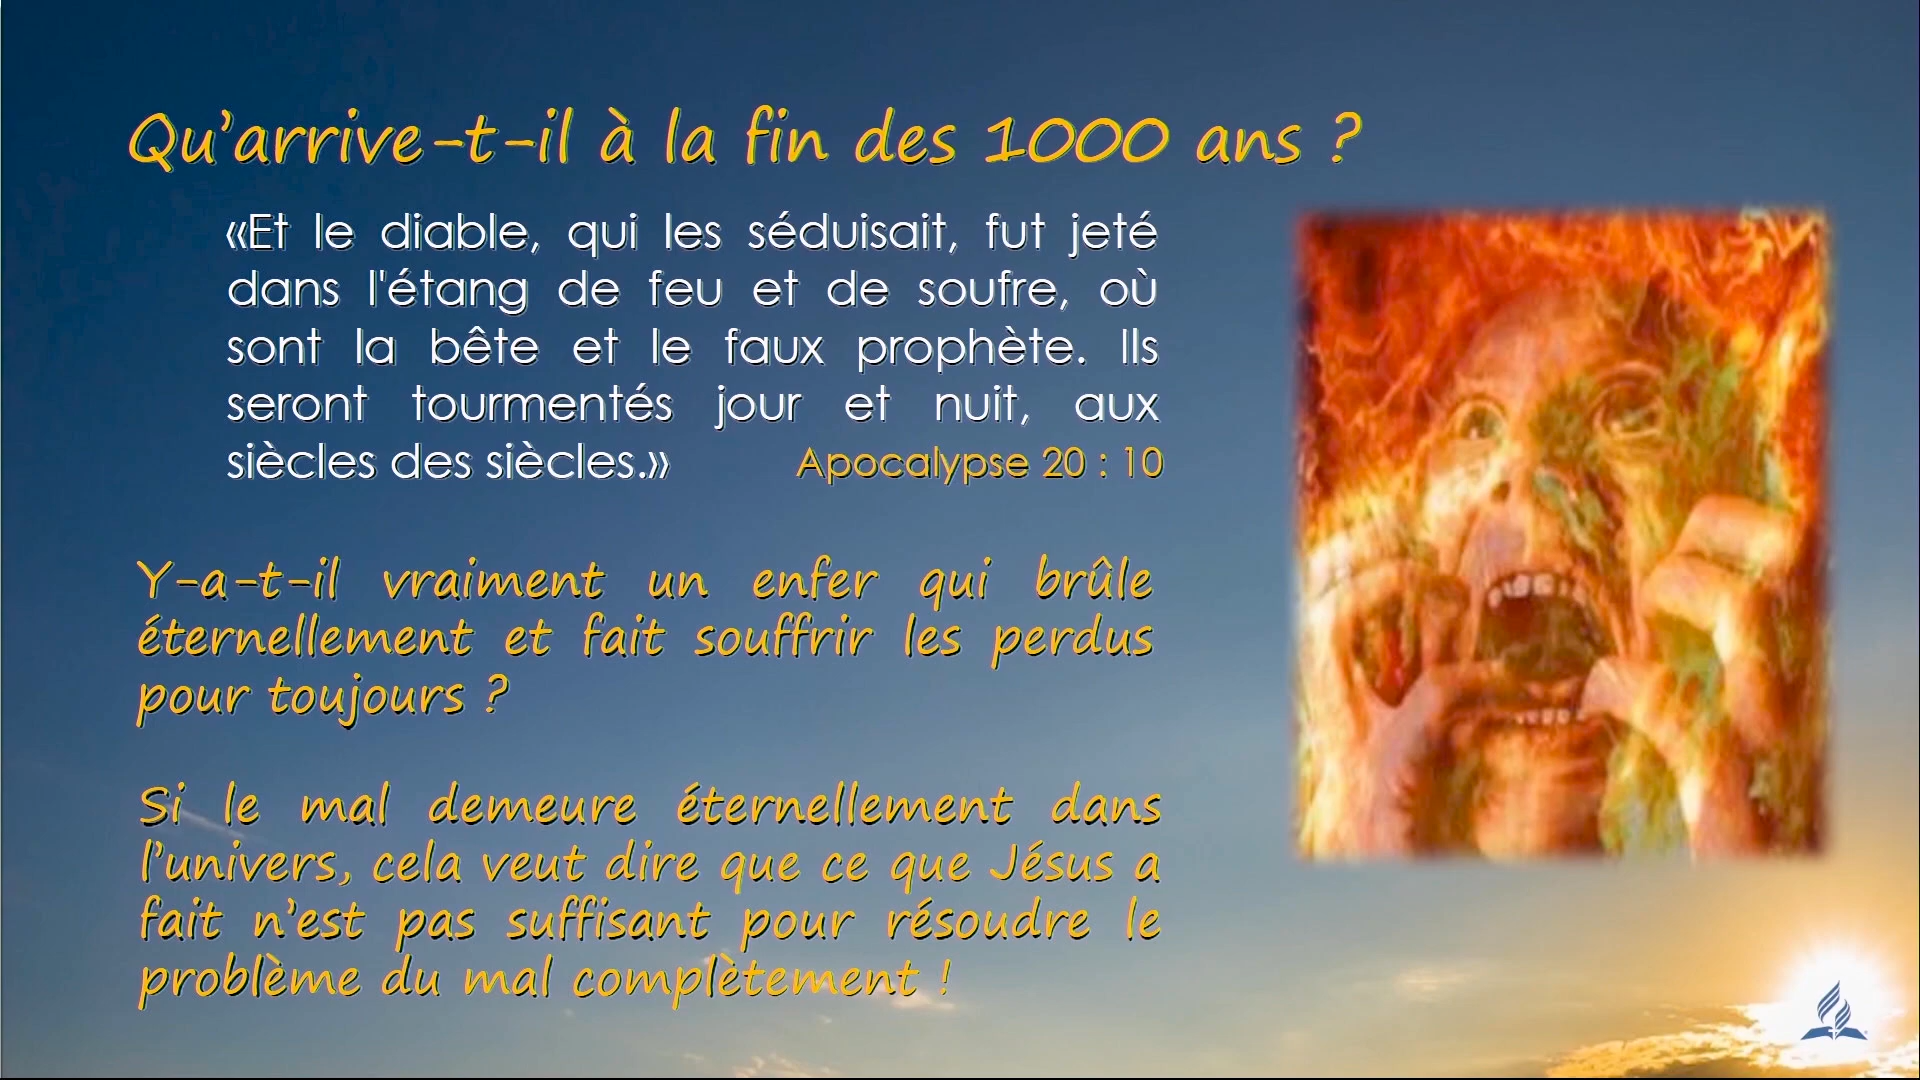 Qu’arrive-t-il à la fin des 1000 ans ?
«Et le diable, qui les séduisait, fut jeté
dans l'étang de feu et de soufre, où
sont la bête et le faux prophète. Ils
seront tourmentés jour et nuit, aux
siècles des siècles.» Apocalypse 20 : 10
Y-a-t-il vraiment un enfer qui brûle
éternellement et fait souffrir les perdus
pour toujours ?
Si le mal demeure éternellement dans
l’univers, cela veut dire que ce que Jésus a
fait n’est pas suffisant pour résoudre le
problème du mal complètement !